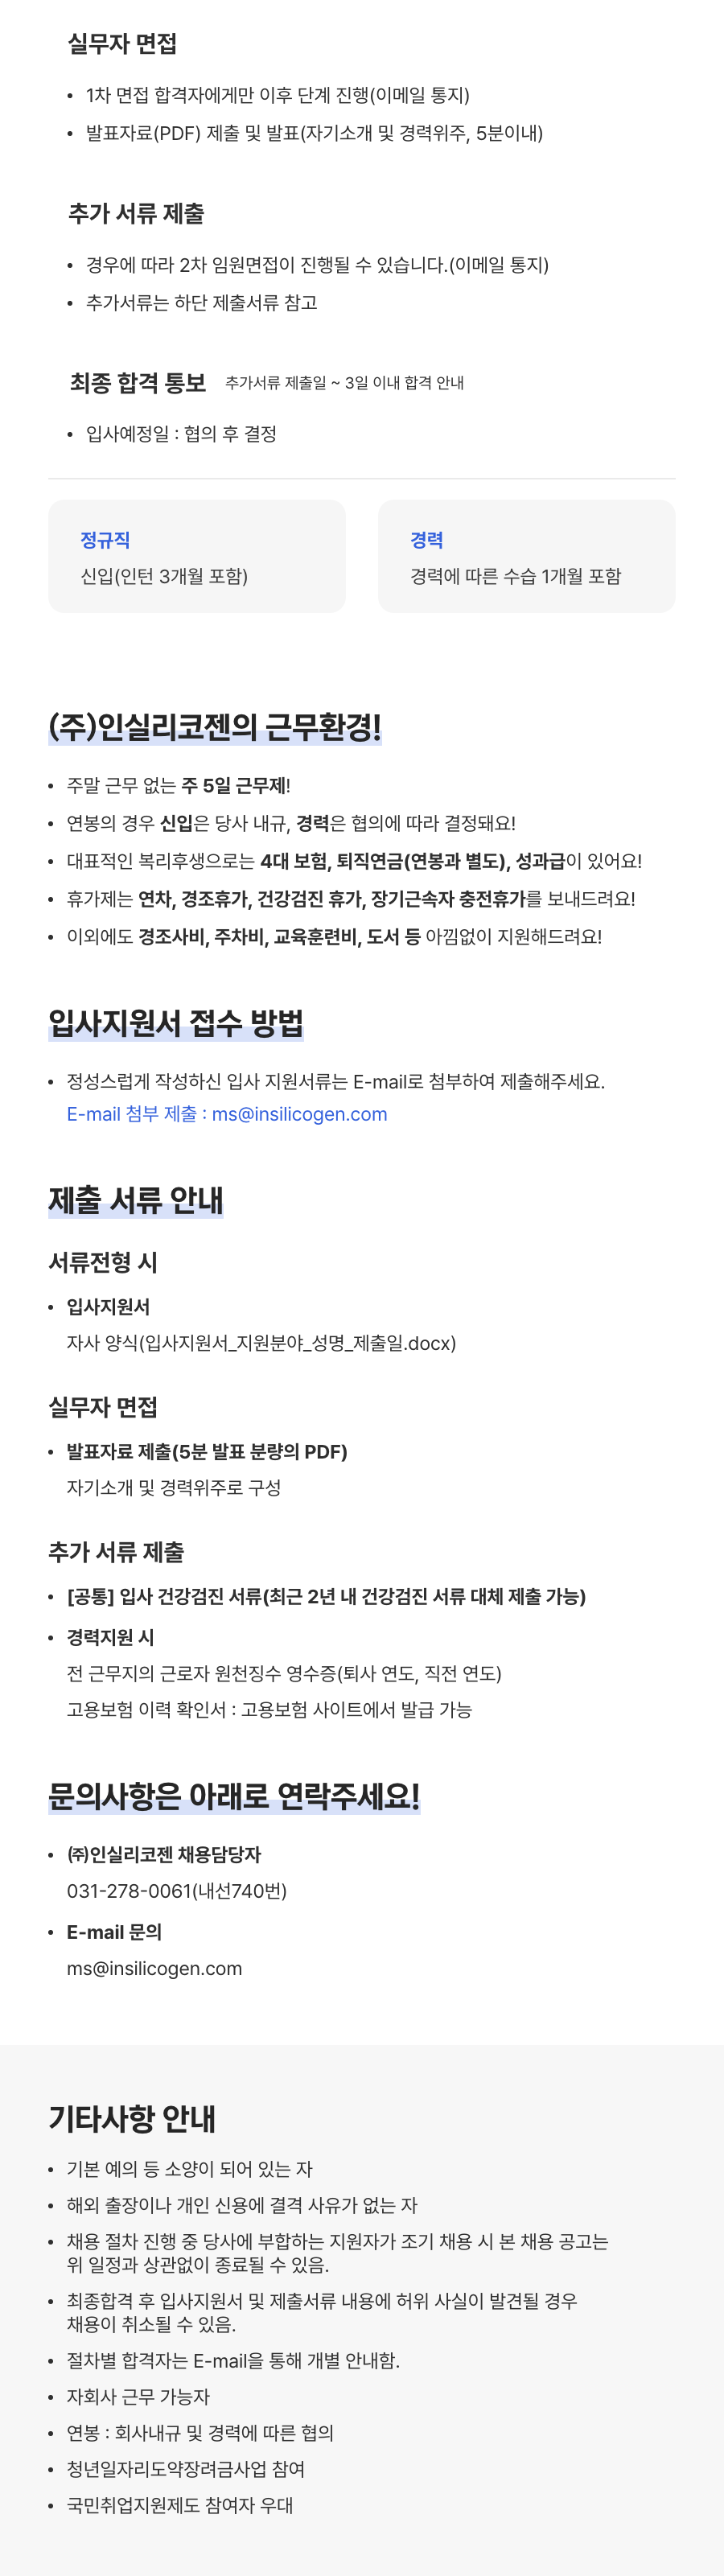 실무자 면접
• 1차 면접 합격자에게만 이후 단계 진행(이메일 통지)
• 발표자료(PDF) 제출 및 발표(자기소개 및 경력위주, 5분이내)
추가 서류 제출
• 경우에 따라 2차 임원면접이 진행될 수 있습니다.(이메일 통지)
• 추가서류는 하단 제출서류 참고
최종 합격 통보 추가서류 제출일 ~ 3일 이내 합격 안내
• 입사예정일 : 협의 후 결정
정규직
신입(인턴 3개월 포함)
경력
경력에 따른 수습 1개월 포함
(주)인실리코젠의 근무환경!
• 주말 근무 없는 주 5일 근무제!
• 연봉의 경우 신입은 당사 내규, 경력은 협의에 따라 결정돼요!
• 대표적인 복리후생으로는 4대 보험, 퇴직연금(연봉과 별도), 성과급이 있어요!
• 휴가제는 연차, 경조휴가, 건강검진 휴가, 장기근속자 충전휴가를 보내드려요!
• 이외에도 경조사비, 주차비, 교육훈련비, 도서 등 아낌없이 지원해드려요!
입사지원서 접수 방법
• 정성스럽게 작성하신 입사 지원서류는 E-mail로 첨부하여 제출해주세요.
E-mail 첨부 제출 : ms@insilicogen.com
제출 서류 안내
서류전형 시
• 입사지원서
자사 양식(입사지원서_지원분야_성명_제출일.docx)
실무자 면접
• 발표자료 제출(5분 발표 분량의 PDF)
자기소개 및 경력위주로 구성
추가 서류 제출
• [공통] 입사 건강검진 서류(최근 2년 내 건강검진 서류 대체 제출 가능)
• 경력지원 시
전 근무지의 근로자 원천징수 영수증(퇴사 연도, 직전 연도)
고용보험 이력 확인서 : 고용보험 사이트에서 발급 가능
문의사항은 아래로 연락주세요!
• ㈜인실리코젠 채용담당자
031-278-0061(내선740번)
• E-mail 문의
ms@insilicogen.com
기타사항 안내
• 기본 예의 등 소양이 되어 있는 자
• 해외 출장이나 개인 신용에 결격 사유가 없는 자
• 채용 절차 진행 중 당사에 부합하는 지원자가 조기 채용 시 본 채용 공고는
위 일정과 상관없이 종료될 수 있음.
• 최종합격 후 입사지원서 및 제출서류 내용에 허위 사실이 발견될 경우
채용이 취소될 수 있음.
• 절차별 합격자는 E-mail을 통해 개별 안내함.
• 자회사 근무 가능자
• 연봉 : 회사내규 및 경력에 따른 협의
• 청년일자리도약장려금사업 참여
• 국민취업지원제도 참여자 우대